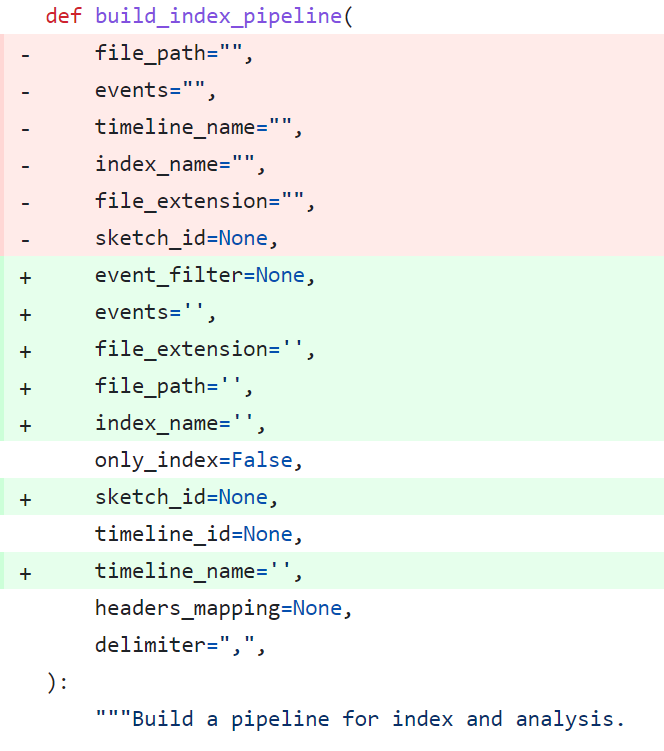 def build_index_pipeline(
-     file_path="",
-     events="",
-     timeline_name="",
-     index_name="",
-     file_extension="",
-     sketch_id=None,
+     event_filter=None,
+     events='',
+     file_extension='',
+     file_path='',
+     index_name='',
      only_index=False,
+     sketch_id=None,
      timeline_id=None,
+     timeline_name='',
      headers_mapping=None,
      delimiter=",",
):
      """Build a pipeline for index and analysis.